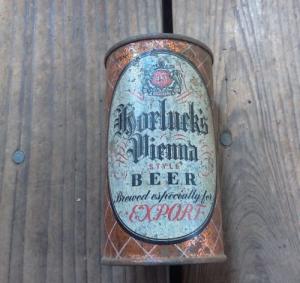 Horluck's
Vienna
STYLE
BEER
Brewed especially for
EXPORT